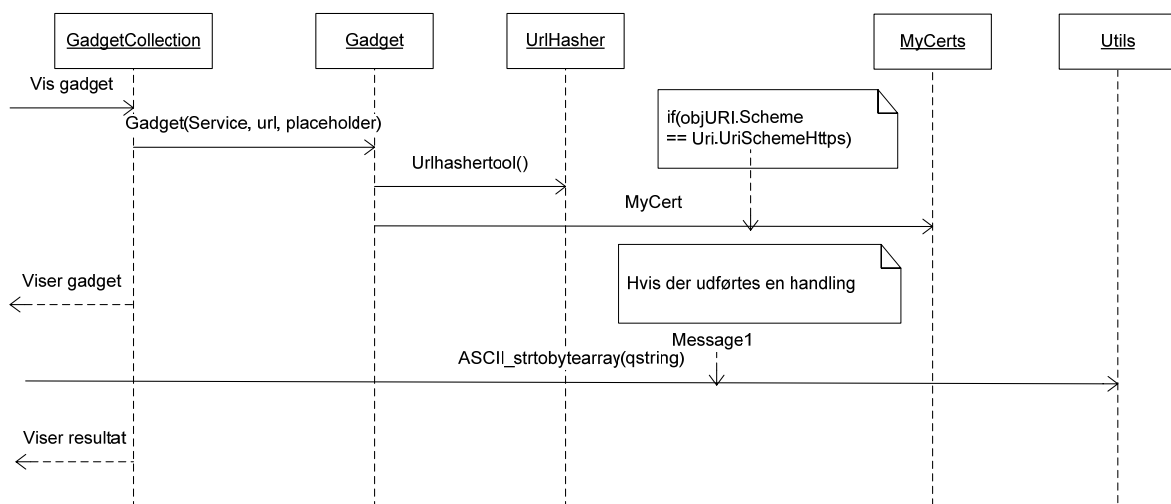 GadgetCollection
Gadget
UrlHasher
MyCerts
Utils
Vis gadget
Gadget(Service, url, placeholder)
if(objURI.Scheme
== Uri.UriSchemeHttps)
Urlhashertool()
MyCert
Viser gadget
Hvis der udførtes en handling
Message1
ASCII_strtobytearray(qstring)
Viser resultat